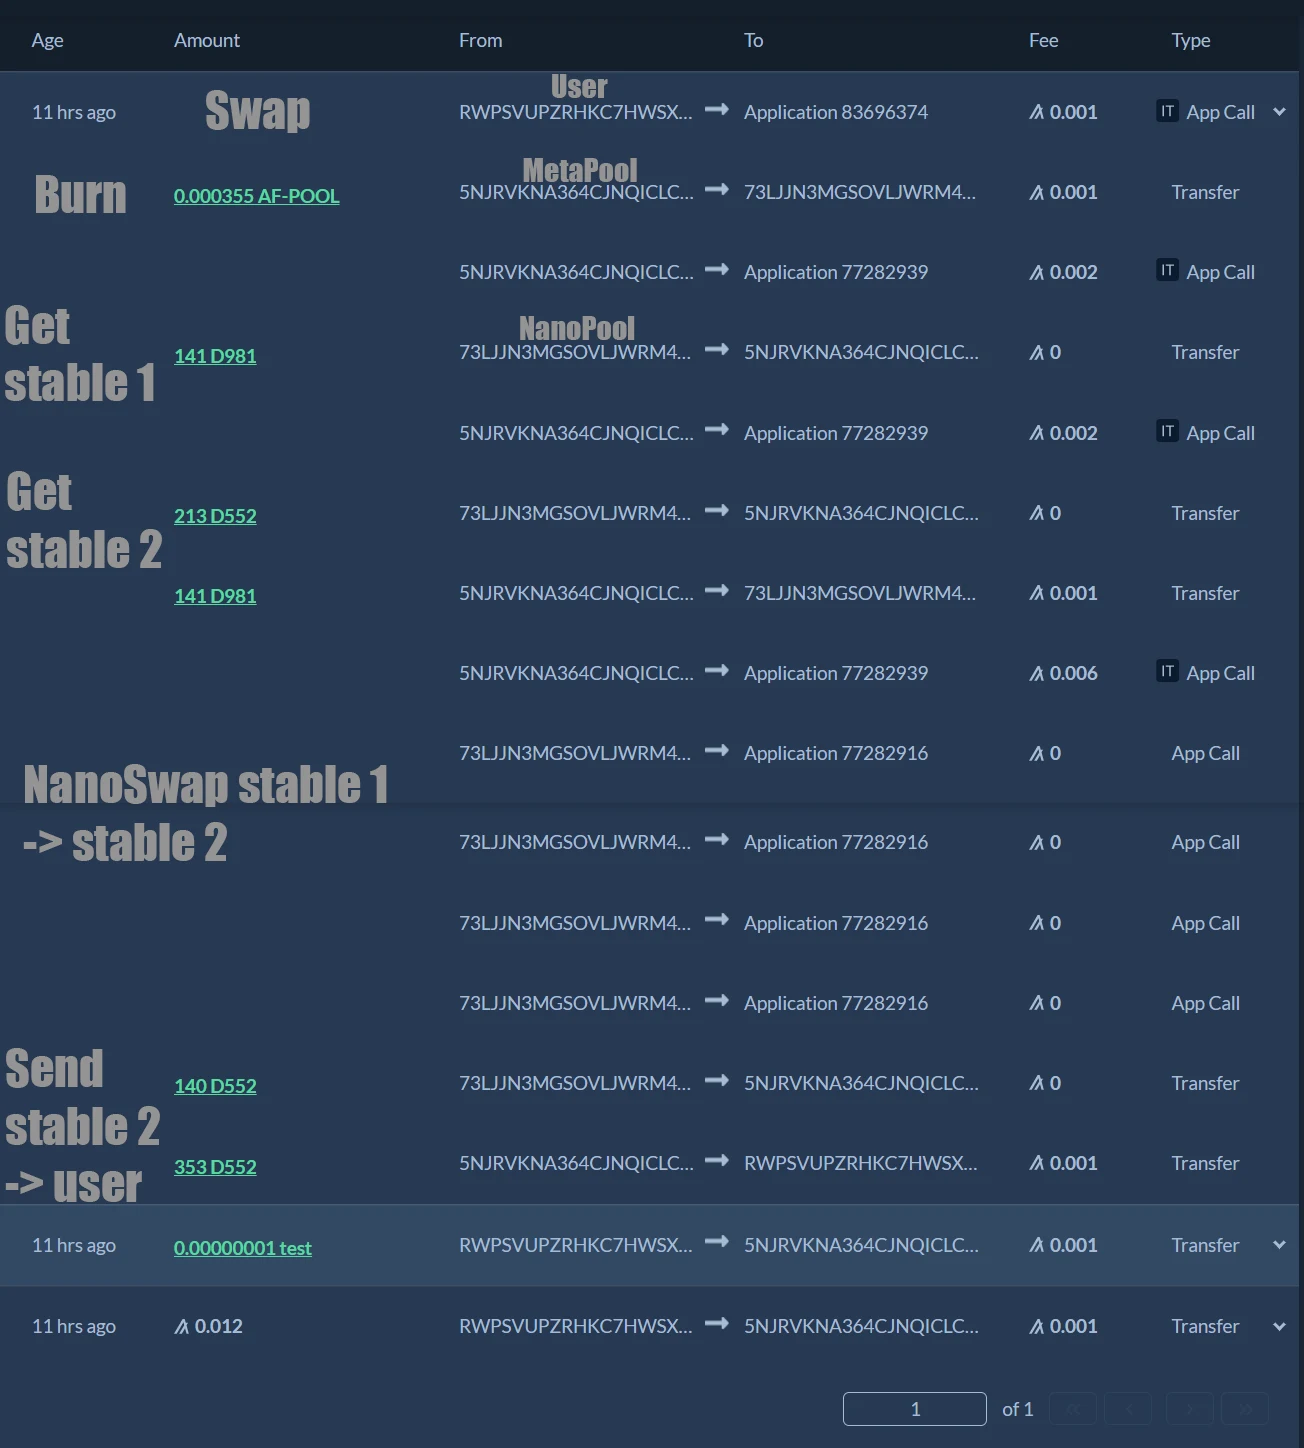 Age Amount From To Fee Type
User
11 hrs ago Swap RWPSVUPZRHKC7HWSX... Application 83696374 0.001 IT App Call
MetaPool
Burn 0.000355 AF-POOL 5NJRVKNA364CJNQICLC... 73LJJN3MGSOVLJWRM4... 0.001 Transfer
5NJRVKNA364CJNQICLC... Application 77282939 0.002 IT App Call
Get
NanoPool
141 D981 73LJJN3MGSOVLJWRM4... 5NJRVKNA364CJNQICLC... 0 Transfer
stable 1
5NJRVKNA364CJNQICLC... Application 77282939 0.002 IT App Call
Get
213 D552 73LJJN3MGSOVLJWRM4... 5NJRVKNA364CJNQICLC... 0 Transfer
stable 2
141 D981 5NJRVKNA364CJNQICLC... 73LJJN3MGSOVLJWRM4... 0.001 Transfer
5NJRVKNA364CJNQICLC... Application 77282939 0.006 IT App Call
73LJJN3MGSOVLJWRM4... Application 77282916 0 App Call
NanoSwap stable 1
-> stable 2 73LJJN3MGSOVLJWRM4... Application 77282916 0 App Call
73LJJN3MGSOVLJWRM4... Application 77282916 0 App Call
73LJJN3MGSOVLJWRM4... Application 77282916 0 App Call
Send
140 D552 73LJJN3MGSOVLJWRM4... 5NJRVKNA364CJNQICLC... 0 Transfer
stable 2
353 D552 5NJRVKNA364CJNQICLC... RWPSVUPZRHKC7HWSX... 0.001 Transfer
-> user
11 hrs ago 0.00000001 test RWPSVUPZRHKC7HWSX... 5NJRVKNA364CJNQICLC... 0.001 Transfer
11 hrs ago 0.012 RWPSVUPZRHKC7HWSX... 5NJRVKNA364CJNQICLC... 0.001 Transfer
1 of 1